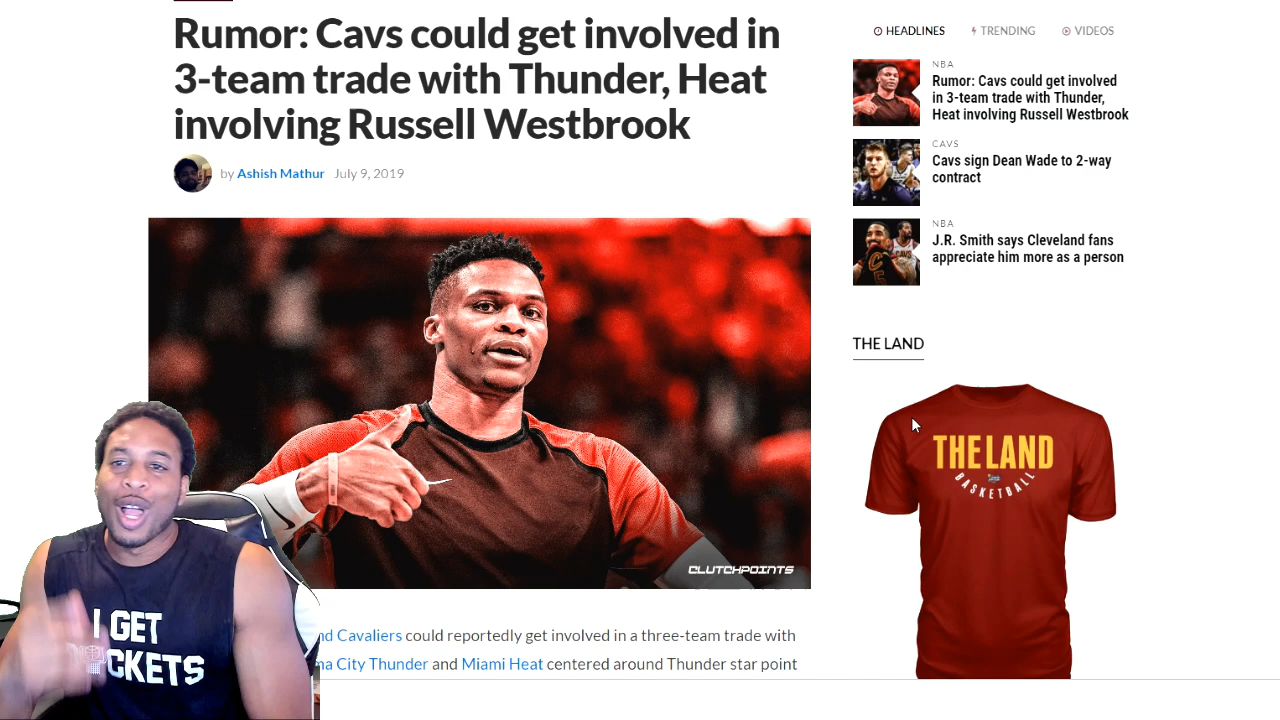 Rumor: Cavs could get involved in
3-team trade with Thunder, Heat
involving Russell Westbrook
by Ashish Mathur July 9, 2019
CLUTCHPOINTS
nd Cavaliers could reportedly get involved in a three-team trade with
ma City Thunder and Miami Heat centered around Thunder star point
I GET
CKETS
HEADLINES
TRENDING
VIDEOS
NBA
Rumor: Cavs could get involved
in 3-team trade with Thunder,
Heat involving Russell Westbrook
CAVS
Cavs sign Dean Wade to 2-way
contract
NBA
J.R. Smith says Cleveland fans
appreciate him more as a person
THE LAND
THE LAND
BASKETBALL